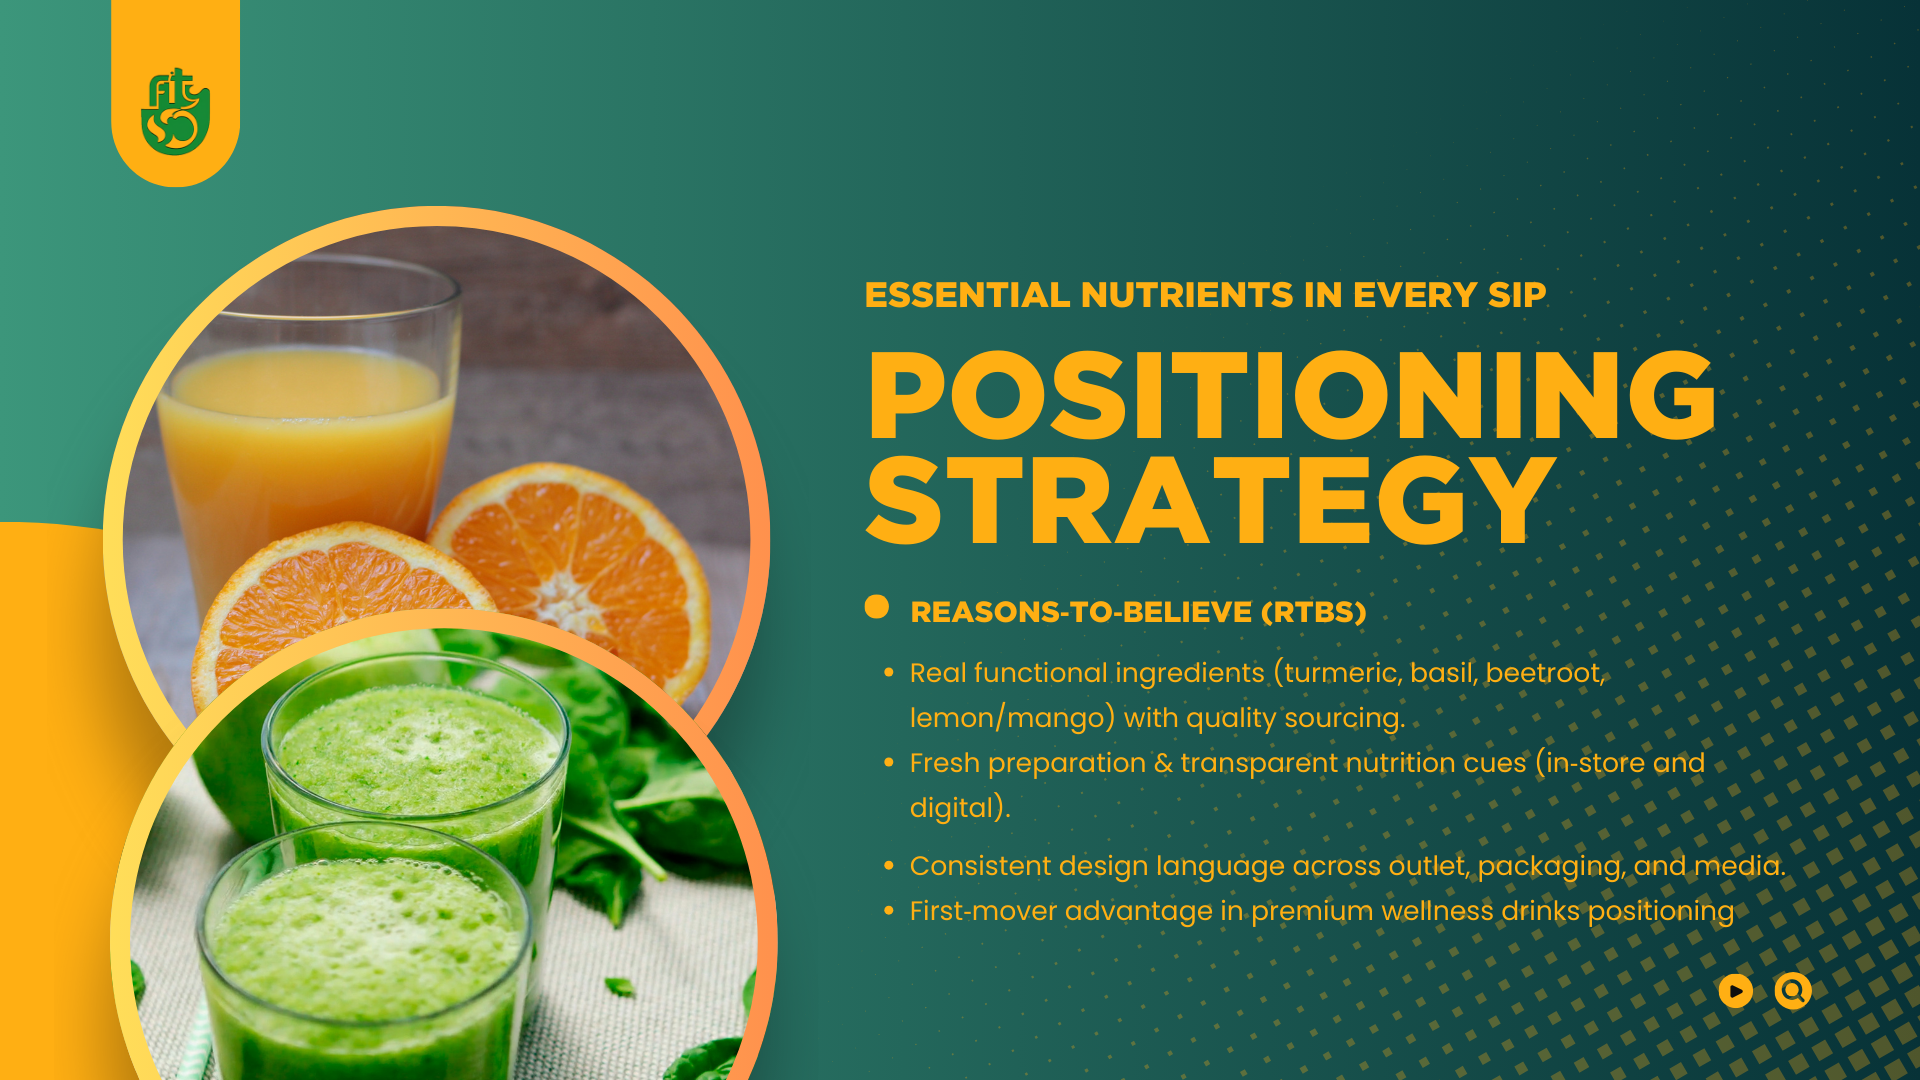 fit
ESSENTIAL NUTRIENTS IN EVERY SIP
POSITIONING
STRATEGY
REASONS-TO-BELIEVE (RTBS)
• Real functional ingredients (turmeric, basil, beetroot,
lemon/mango) with quality sourcing.
• Fresh preparation & transparent nutrition cues (in-store and
digital).
• Consistent design language across outlet, packaging, and media.
• First-mover advantage in premium wellness drinks positioning